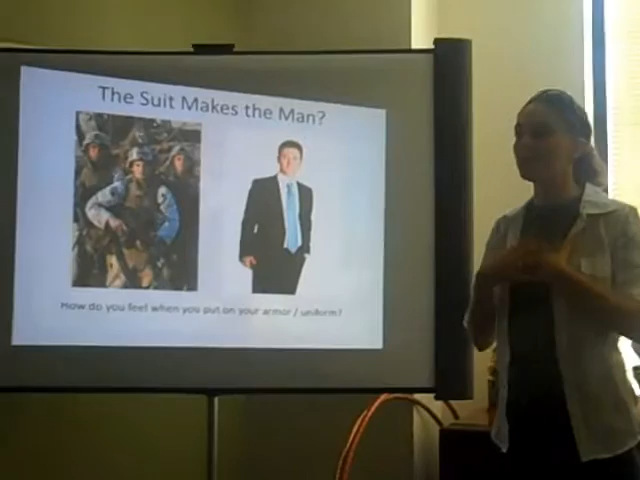 The Suit Makes the Man?
How do you feel when you put on your armor / uniform?